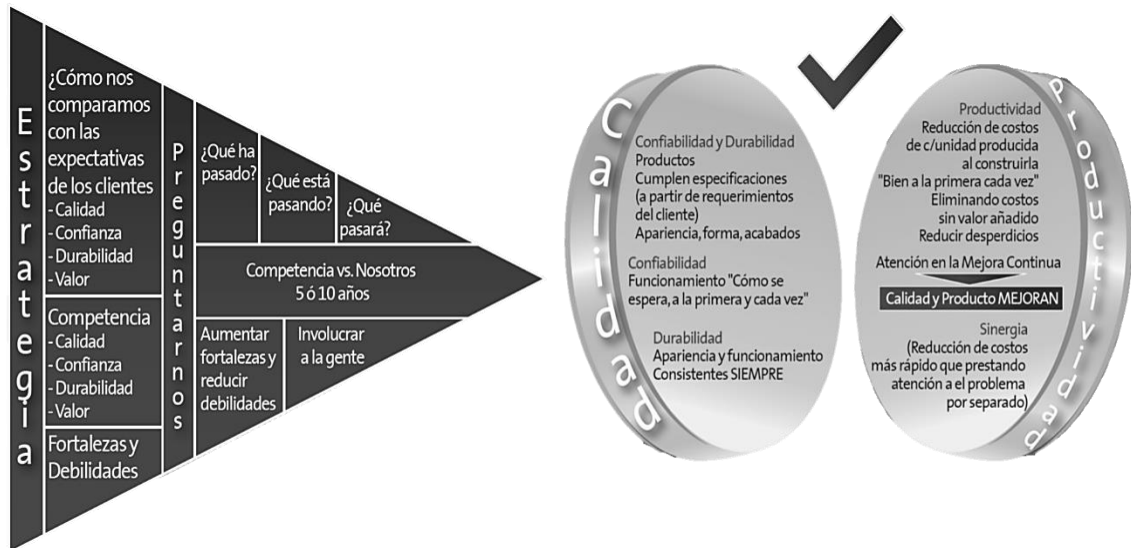 Estrategia
¿Cómo nos
comparamos
con las
expectativas
de los clientes
- Calidad
- Confianza
- Durabilidad
- Valor
Competencia
- Calidad
- Confianza
- Durabilidad
- Valor
Fortalezas y
Debilidades
Preguntarnos
¿Qué ha
pasado?
¿Qué está
pasando?
¿Qué
pasará?
Competencia vs. Nosotros
5 ó 10 años
Aumentar
fortalezas y
reducir
debilidades
Involucrar
a la gente
Calidad
Confiabilidad y Durabilidad
Productos
Cumplen especificaciones
(a partir de requerimientos
del cliente)
Apariencia, forma, acabados
Confiabilidad
Funcionamiento "Cómo se
espera, a la primera y cada vez"
Durabilidad
Apariencia y funcionamiento
Consistentes SIEMPRE
Productividad
Productividad
Reducción de costos
de c/unidad producida
al construirla
"Bien a la primera cada vez"
Eliminando costos
sin valor añadido
Reducir desperdicios
Atención en la Mejora Continua
Calidad y Producto MEJORAN
Sinergia
(Reducción de costos
más rápido que prestando
atención a el problema
por separado)